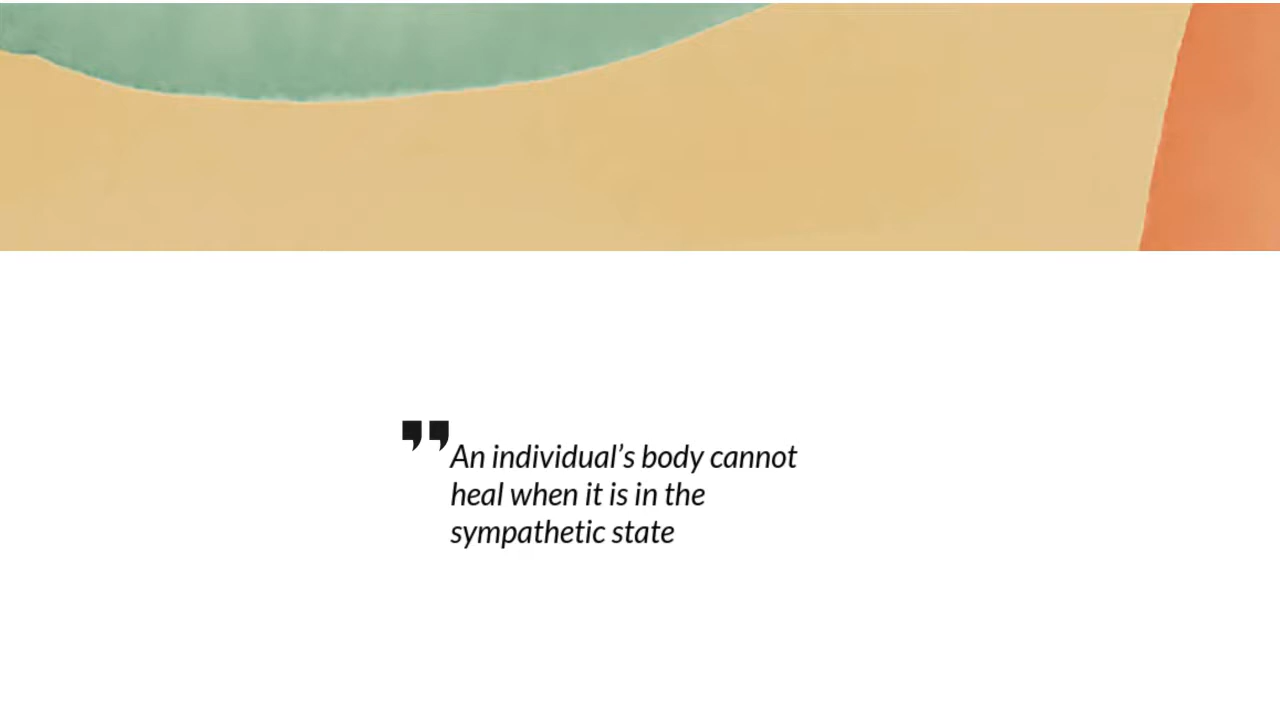 ”An individual’s body cannot
heal when it is in the
sympathetic state